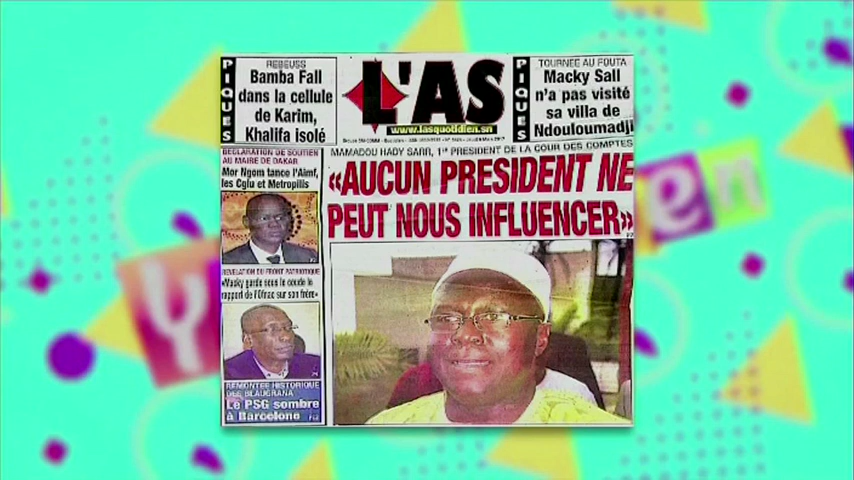 PIQUES
REBEUSS
Bamba Fall
dans la cellule
de Karim,
Khalifa isolé
L'AS
www.lasquotidien.sn
PIQUES
TOURNEE AU FOUTA
Macky Sall
n'a pas visité
sa villa de
Ndouloumadji
DECLARATION DE SOUTIEN
AU MAIRE DE DAKAR
Mor Ngom tance l'Aimf,
les Cglu et Metropilis
REVELATION DU FRONT PATRIOTIQUE
«Macky garde sous le coude le
rapport de l'Ofnac sur son frère»
REMONTEE HISTORIQUE
DES BLAUGRANA
Le PSG sombre
à Barcelone
MAMADOU HADY SARR, 1er PRESIDENT DE LA COUR DES COMPTES
«AUCUN PRESIDENT NE
PEUT NOUS INFLUENCER»
Y
en